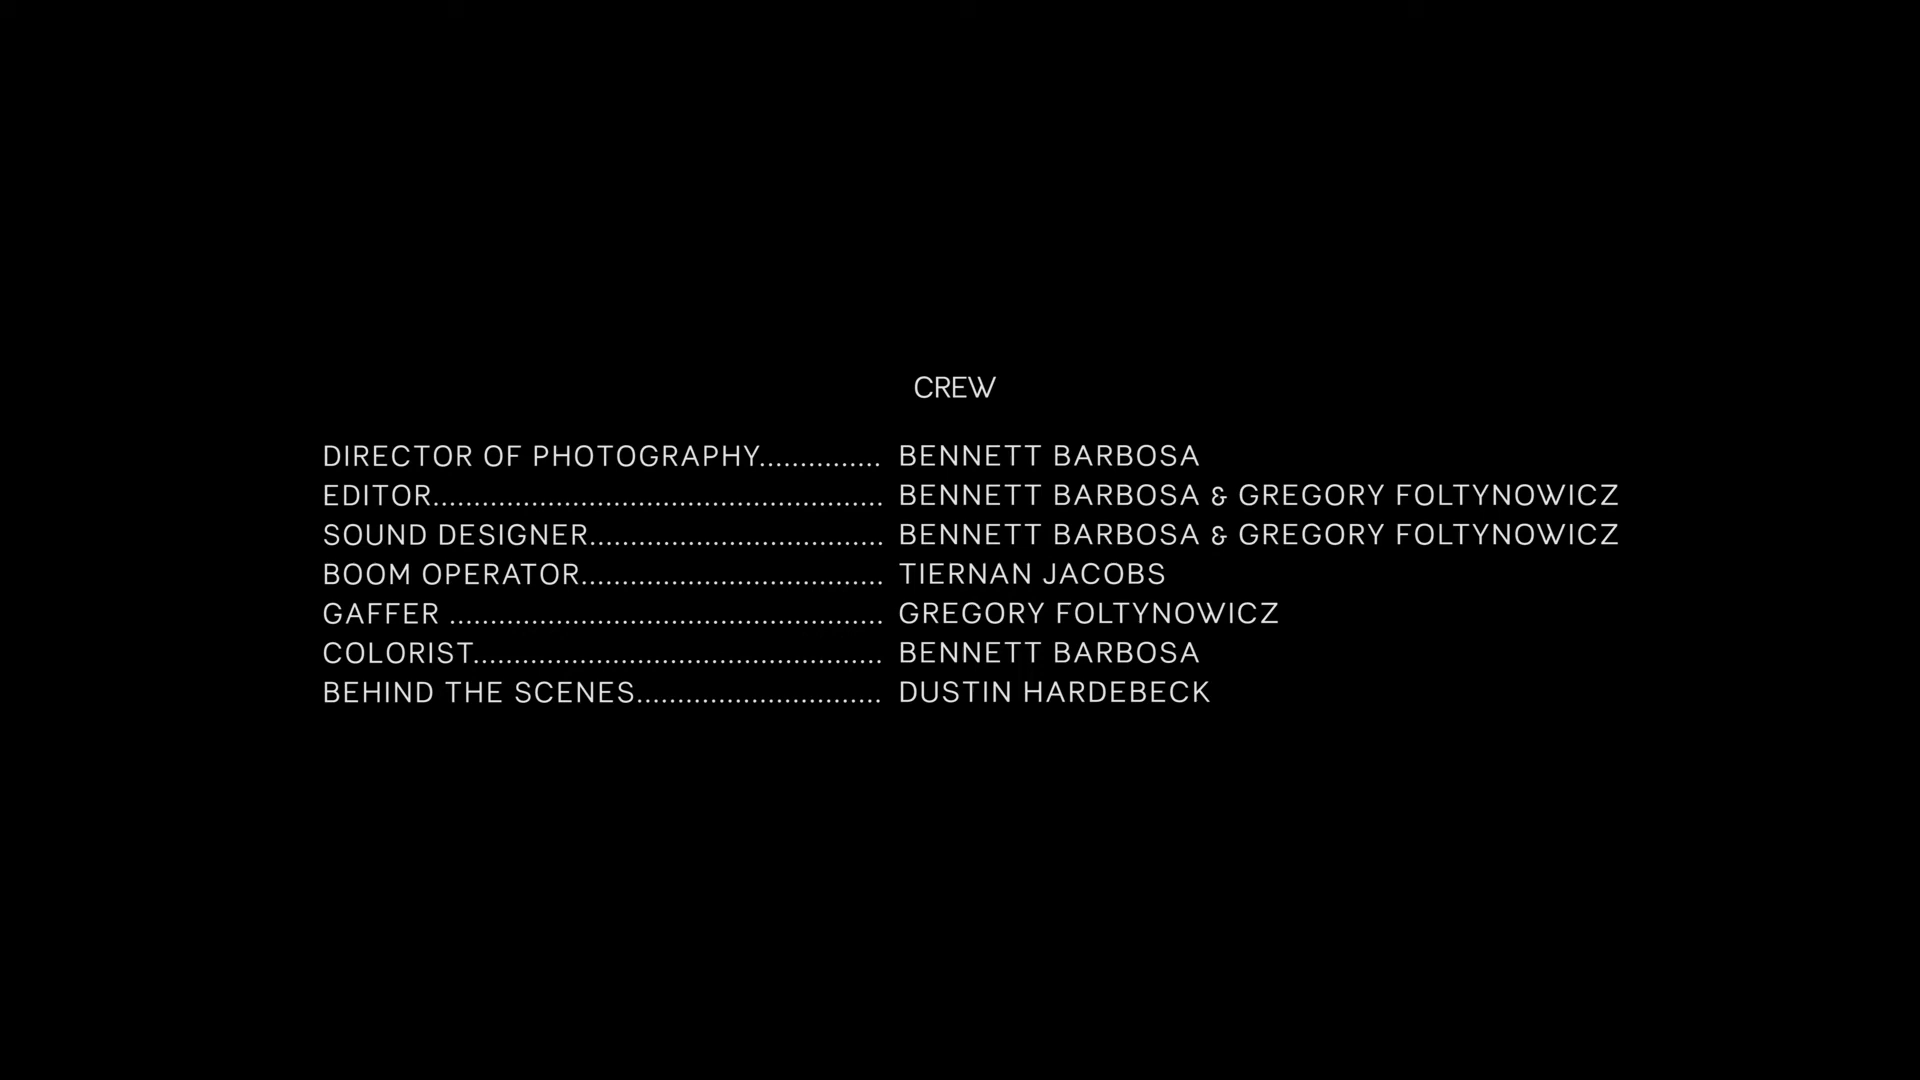 CREW
DIRECTOR OF PHOTOGRAPHY............... BENNETT BARBOSA
EDITOR....................................................... BENNETT BARBOSA & GREGORY FOLTYNOWICZ
SOUND DESIGNER.................................... BENNETT BARBOSA & GREGORY FOLTYNOWICZ
BOOM OPERATOR..................................... TIERNAN JACOBS
GAFFER ..................................................... GREGORY FOLTYNOWICZ
COLORIST.................................................. BENNETT BARBOSA
BEHIND THE SCENES.............................. DUSTIN HARDEBECK